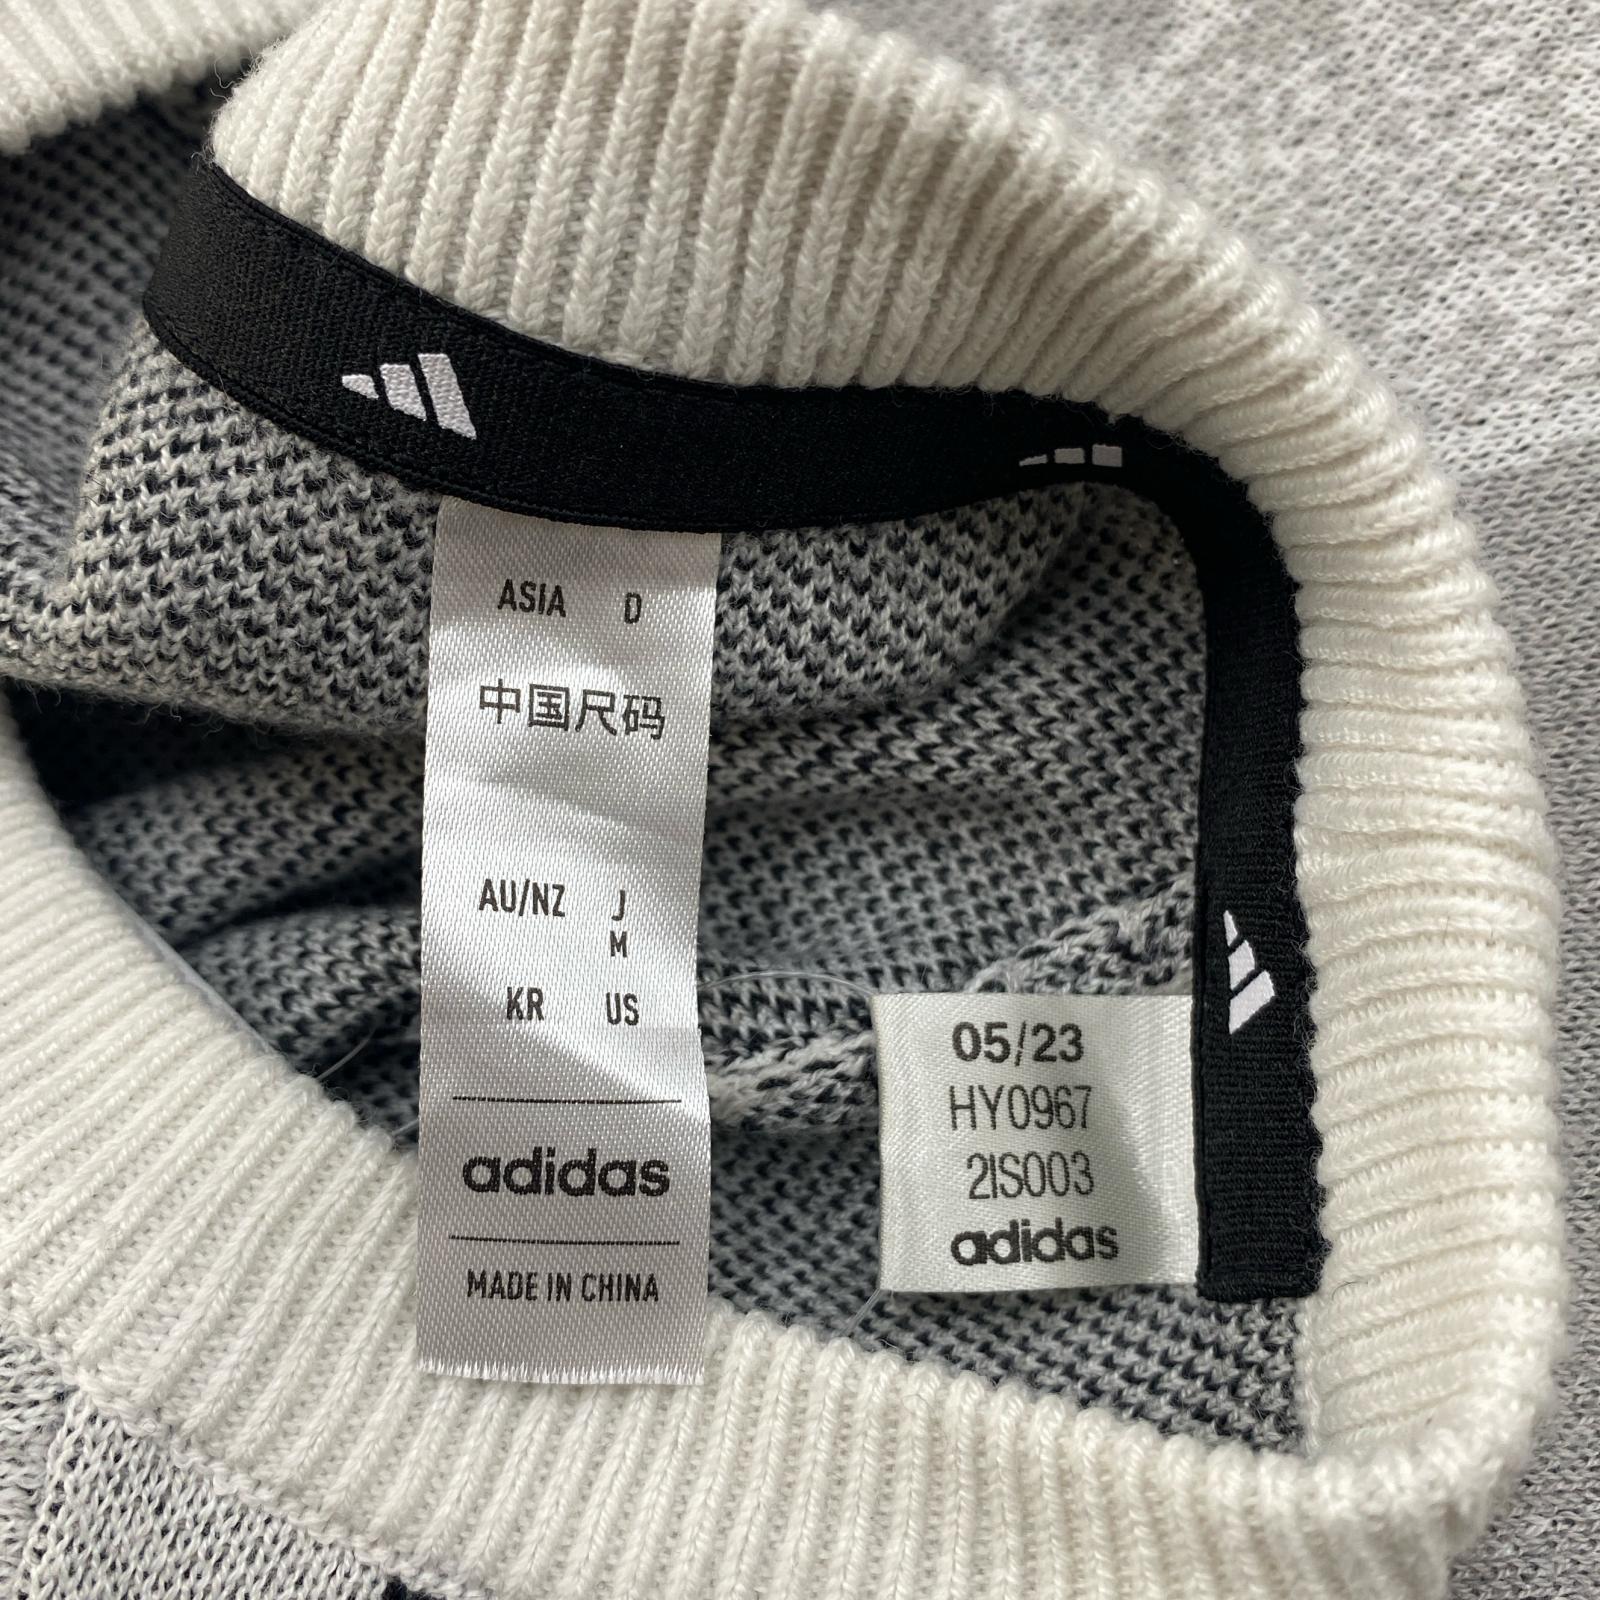 ASIA D
中国尺码
AU/NZ J
M
KR US
adidas
MADE IN CHINA
05/23
HY0967
2IS003
adidas